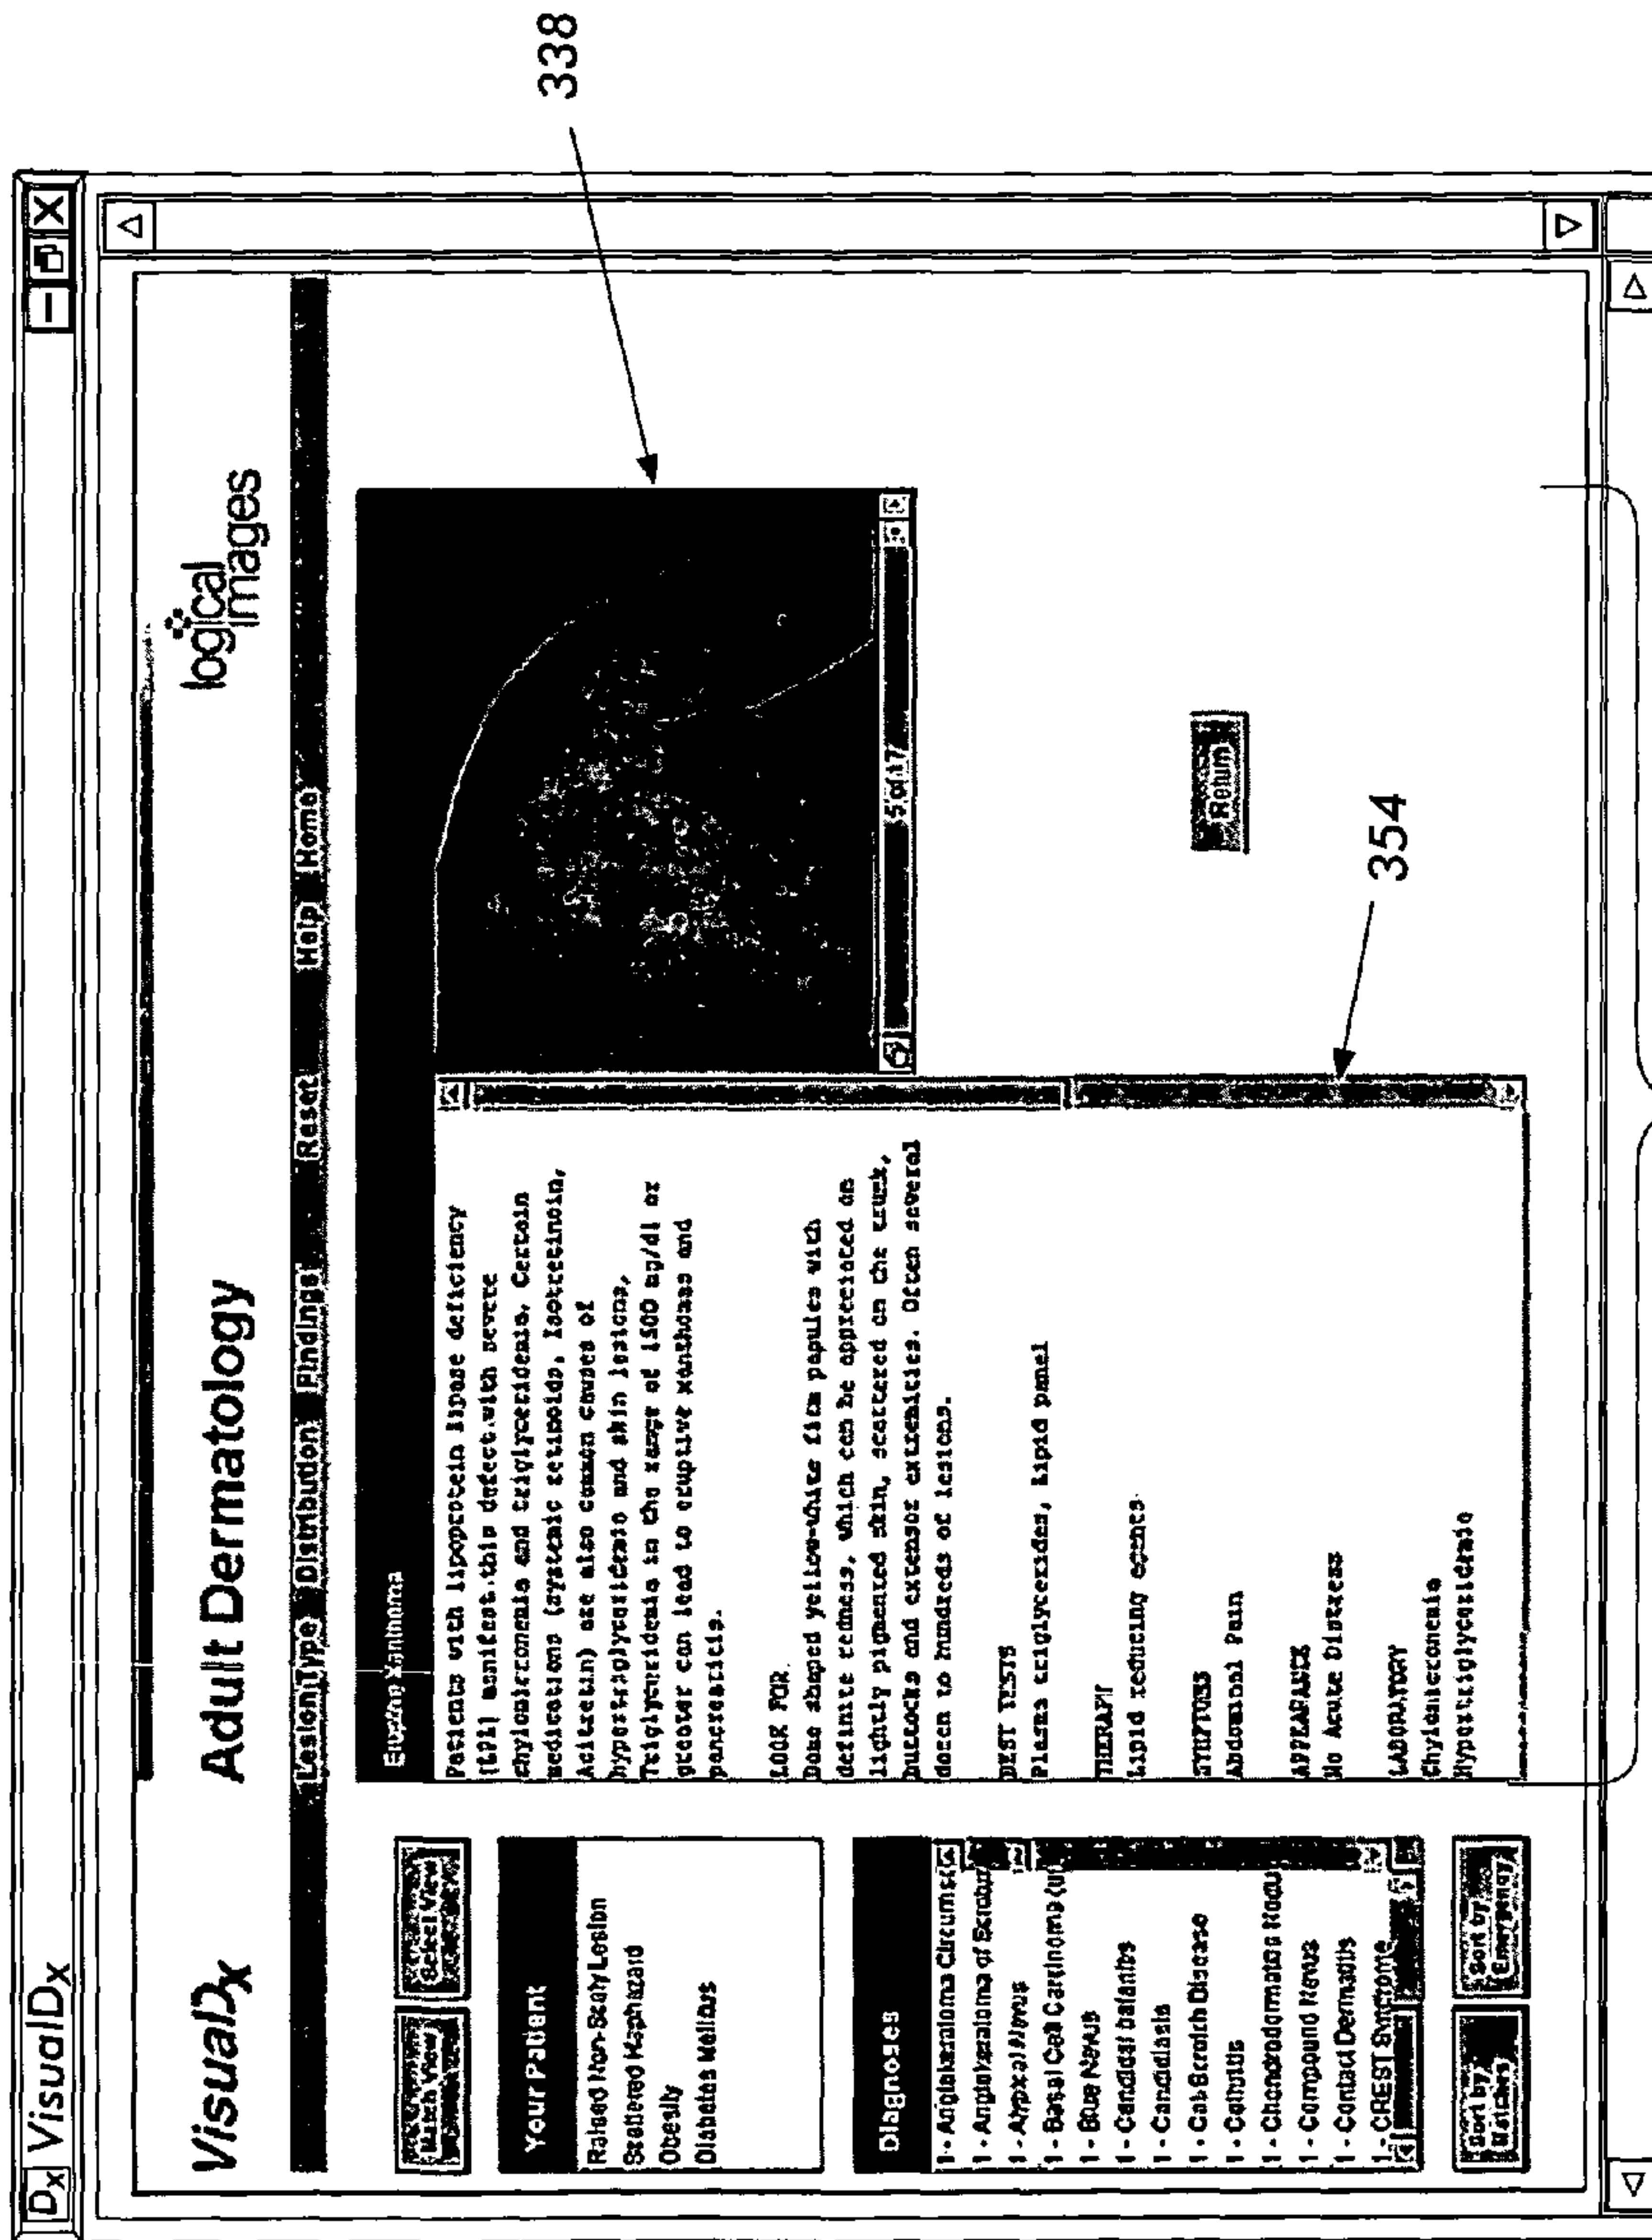 Dx VisualDx
VisualDx
Adult Dermatology
logical
images
Lesion Type Distribution Findings Reset Help Home
Match View
Select View
Your Patient
Raised Non-Scaly Lesion
Scattered Haphazard
Obesity
Diabetes Mellitus
Diagnoses
1 - Angiokeratoma Circumsc
1 - Angiokeratoma of
1 - Atypical Nevus
1 - Basal Cell Carcinoma (u
1 - Blue Nevus
1 - Candidal balanitis
1 - Candidiasis
1 - Cat-Scratch Disease
1 - Cellulitis
1 - Chondrodermatitis Nodu
1 - Compound Nevus
1 - Contact Dermatitis
1 - CREST Syndrome
Sort by
Matches
Sort by
Emergency
Eruptive Xanthoma
Patients with lipoprotein lipase deficiency
manifest this defect with severe
chylomicronemia and triglyceridemia. Certain
medications (systemic retinoids, Isotretinoin,
Acitretin) are also common causes of
hypertriglyceridemia and skin lesions.
Triglyceridemia in the range of 1500 mg/dl or
greater can lead to eruptive xanthomas and
pancreatitis.
LOOK FOR
Dome shaped yellow-white firm papules with
definite redness, which can be appreciated on
lightly pigmented skin, scattered on the trunk,
buttocks and extensor extremities. Often several
dozen to hundreds of lesions.
BEST TESTS
Plasma triglycerides, Lipid panel
THERAPY
Lipid reducing agents
SYMPTOMS
Abdominal Pain
APPEARANCE
No Acute Distress
LABORATORY
Chylomicronemia
Hypertriglyceridemia
5 of 17
Return
338
354